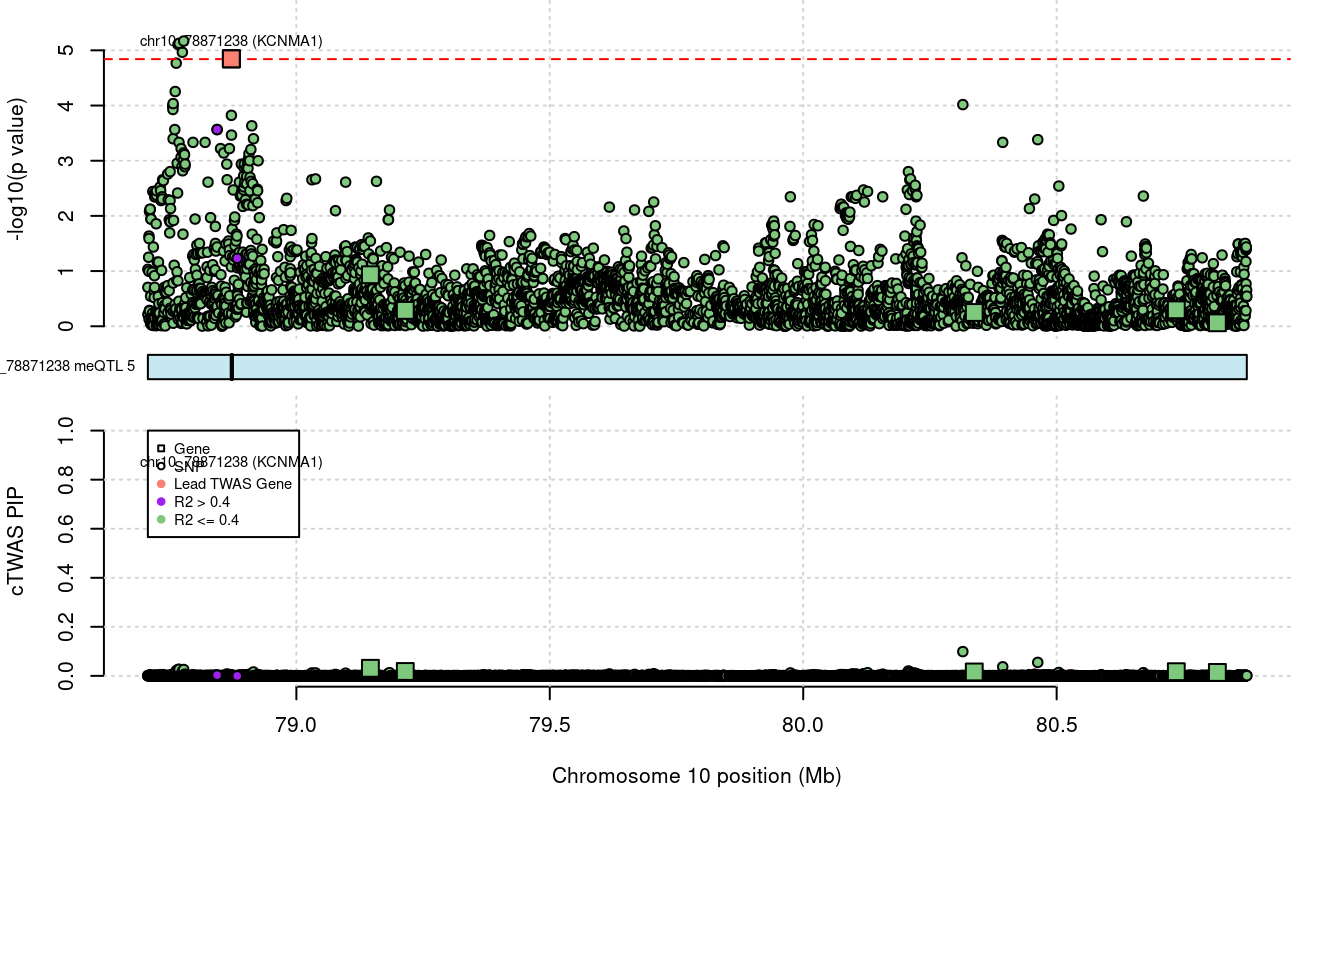 chr10_78871238 (KCNMA1)
5
4
3
2
1
0
-log10(p value)
_78871238 meQTL 5
1.0
0.8
0.6
0.4
0.2
0.0
cTWAS PIP
Gene
SNP
chr10_78871238 (KCNMA1)
Lead TWAS Gene
R2 > 0.4
R2 <= 0.4
79.0 79.5 80.0 80.5
Chromosome 10 position (Mb)